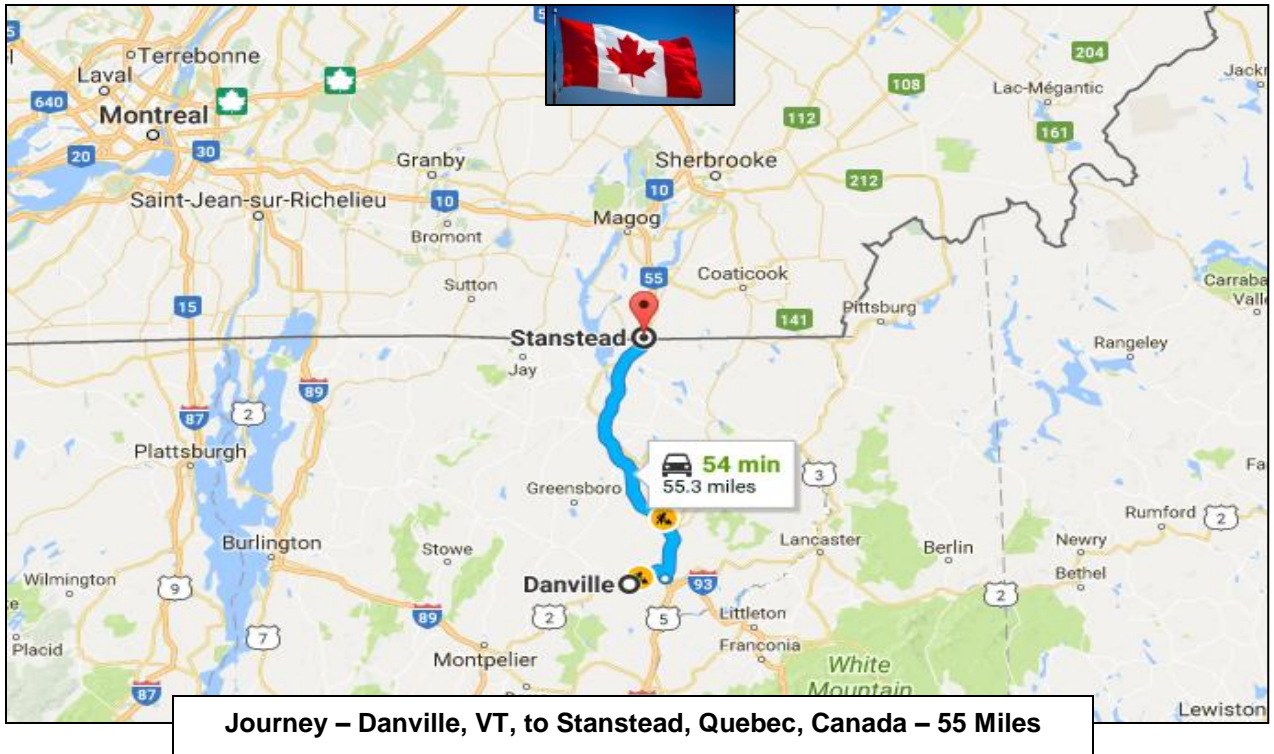 Terrebonne
Laval
640
Montreal
20
30
Saint-Jean-sur-Richelieu
15
Granby
10
Bromont
Sutton
Sherbrooke
10
Magog
55
Coaticook
112
108
204
Lac-Mégantic
161
212
141
Pittsburg
Jackm
Carraba
Valle
Rangeley
Stanstead
Jay
89
87
2
Plattsburgh
54 min
55.3 miles
3
Greensboro
Burlington
Stowe
Danville
Lancaster
Berlin
Rumford
2
Newry
Bethel
2
Wilmington
9
Placid
7
89
2
5
93
Littleton
Franconia
Montpelier
White
Mountain
87
Lewiston
Journey – Danville, VT, to Stanstead, Quebec, Canada – 55 Miles